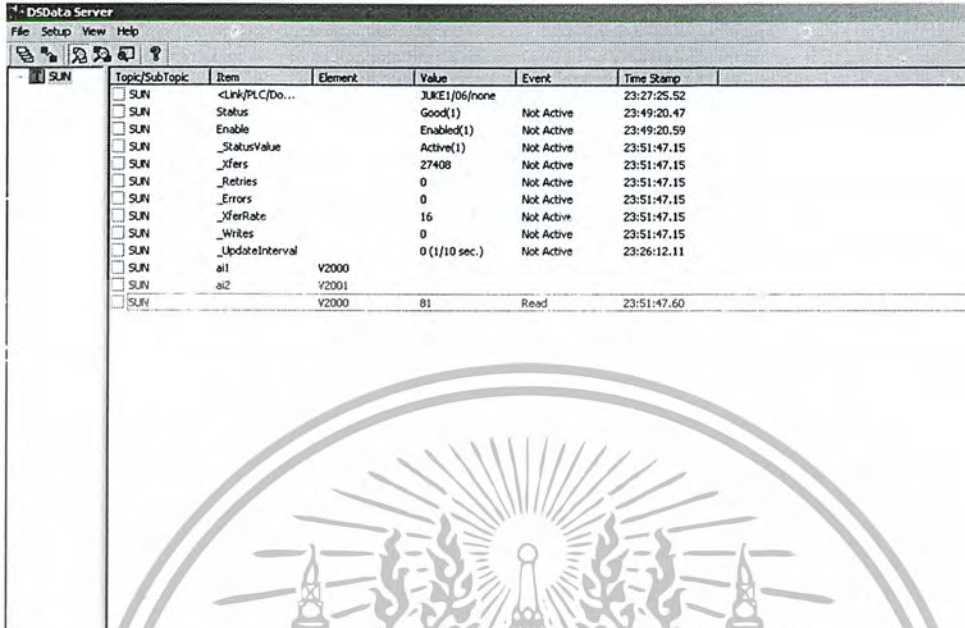 DSData Server
File Setup View Help
SUN
Topic/SubTopic Item Element Value Event Time Stamp
SUN <Link/PLC/Do... JUKE1/06/none 23:27:25.52
SUN Status Good(1) Not Active 23:49:20.47
SUN Enable Enabled(1) Not Active 23:49:20.59
SUN _StatusValue Active(1) Not Active 23:51:47.15
SUN _Xfers 27408 Not Active 23:51:47.15
SUN _Retries 0 Not Active 23:51:47.15
SUN _Errors 0 Not Active 23:51:47.15
SUN _XferRate 16 Not Active 23:51:47.15
SUN _Writes 0 Not Active 23:51:47.15
SUN _UpdateInterval 0 (1/10 sec.) Not Active 23:26:12.11
SUN ai1 V2000
SUN ai2 V2001
SUN V2000 81 Read 23:51:47.60